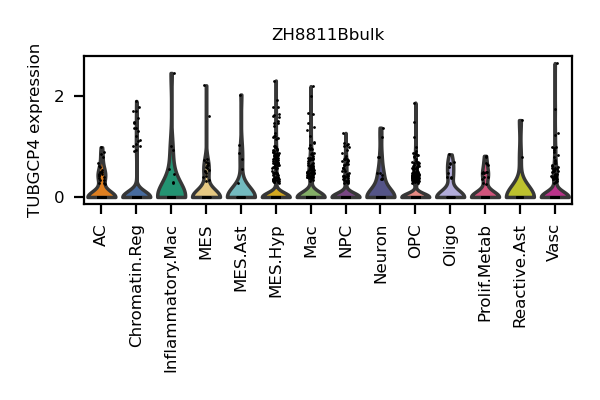 ZH8811Bbulk
TUBGCP4 expression
2
0
AC
Chromatin.Reg
Inflammatory.Mac
MES
MES.Ast
MES.Hyp
Mac
NPC
Neuron
OPC
Oligo
Prolif.Metab
Reactive.Ast
Vasc